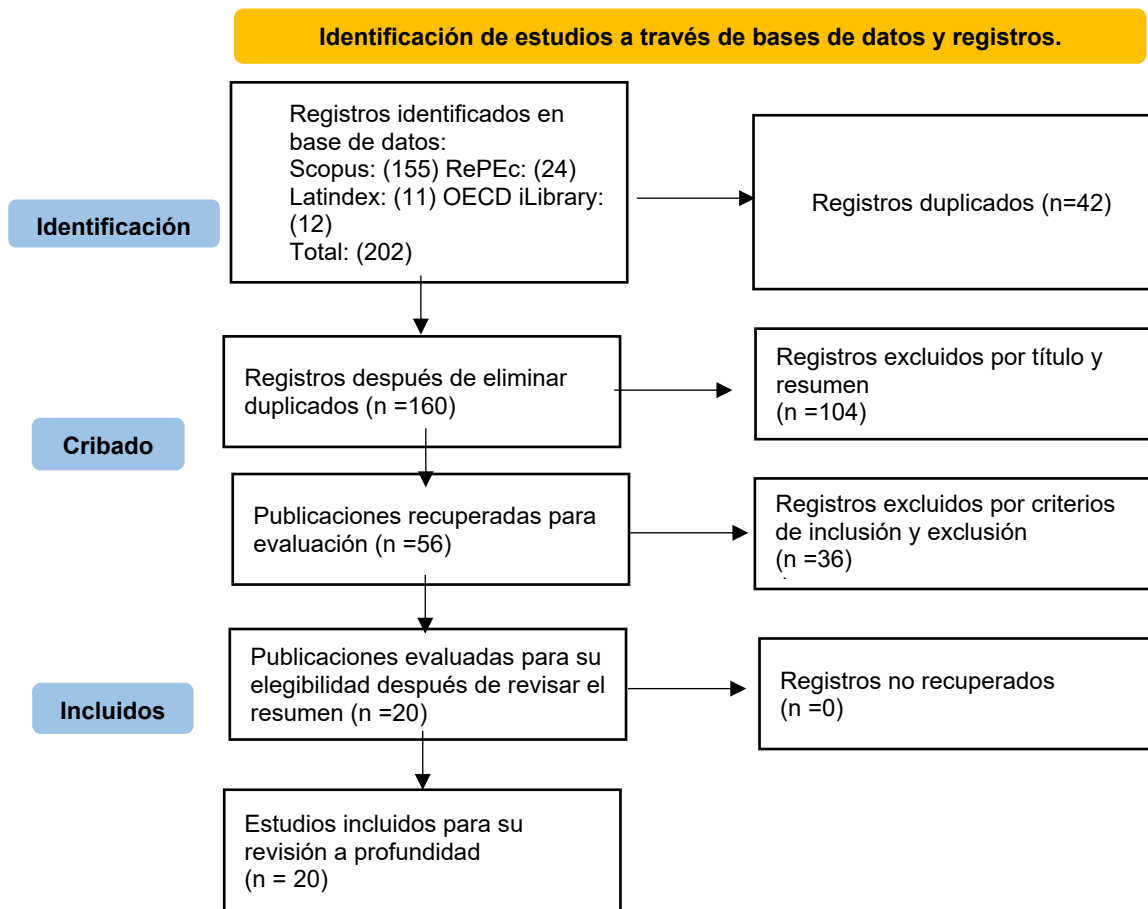 Identificación de estudios a través de bases de datos y registros.
Registros identificados en
base de datos:
Scopus: (155) RePEc: (24)
Latindex: (11) OECD iLibrary:
(12)
Total: (202)
Registros duplicados (n=42)
Identificación
Registros después de eliminar
duplicados (n =160)
Registros excluidos por título y
resumen
(n =104)
Cribado
Publicaciones recuperadas para
evaluación (n =56)
Registros excluidos por criterios
de inclusión y exclusión
(n =36)
Publicaciones evaluadas para su
elegibilidad después de revisar el
resumen (n =20)
Registros no recuperados
(n =0)
Incluidos
Estudios incluidos para su
revisión a profundidad
(n = 20)